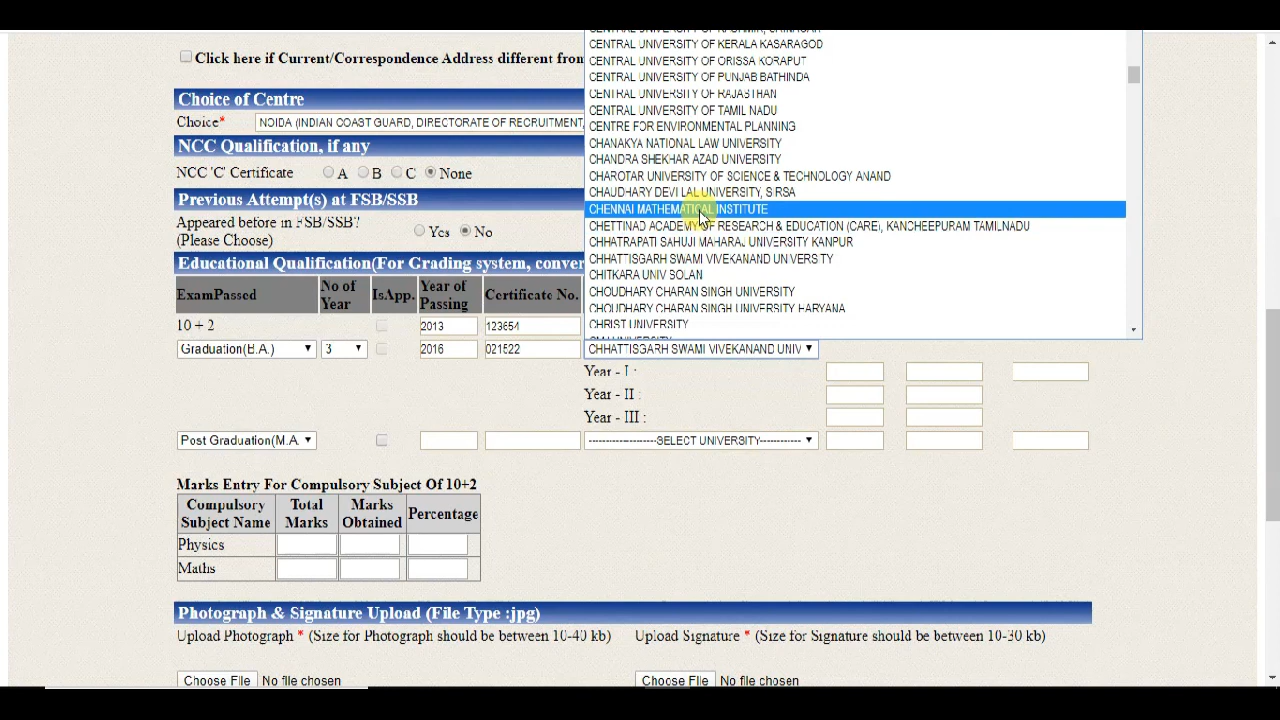 CENTRAL UNIVERSITY OF KERALA KASARAGOD
Click here if Current/Correspondence Address different from
CENTRAL UNIVERSITY OF ORISSA KORAPUT
CENTRAL UNIVERSITY OF PUNJAB BATHINDA
CENTRAL UNIVERSITY OF RAJASTHAN
CENTRAL UNIVERSITY OF TAMIL NADU
CENTRE FOR ENVIRONMENTAL PLANNING
CHANAKYA NATIONAL LAW UNIVERSITY
CHANDRA SHEKHAR AZAD UNIVERSITY
CHAROTAR UNIVERSITY OF SCIENCE & TECHNOLOGY ANAND
CHAUDHARY DEVI LAL UNIVERSITY, SIRSA
CHENNAI MATHEMATICAL INSTITUTE
CHETTINAD ACADEMY OF RESEARCH & EDUCATION (CARE), KANCHEEPURAM TAMILNADU
CHHATRAPATI SAHUJI MAHARAJ UNIVERSITY KANPUR
CHHATTISGARH SWAMI VIVEKANAND UNIVERSITY
CHITKARA UNIV SOLAN
CHOUDHARY CHARAN SINGH UNIVERSITY
CHOUDHARY CHARAN SINGH UNIVERSITY HARYANA
CHRIST UNIVERSITY
Choice of Centre
Choice* NOIDA (INDIAN COAST GUARD, DIRECTORATE OF RECRUITMENT,
NCC Qualification, if any
NCC 'C' Certificate A B C None
Previous Attempt(s) at FSB/SSB
Appeared before in FSB/SSB?
(Please Choose) Yes No
Educational Qualification(For Grading system, conver
ExamPassed No of Year IsApp. Year of Passing Certificate No.
10 + 2 2013 123654
Graduation(B.A.) 3 2016 021522 CHHATTISGARH SWAMI VIVEKANAND UNIV
Year - I :
Year - II :
Year - III :
Post Graduation(M.A. --------------------SELECT UNIVERSITY------------
Marks Entry For Compulsory Subject Of 10+2
Compulsory Subject Name Total Marks Marks Obtained Percentage
Physics
Maths
Photograph & Signature Upload (File Type :jpg)
Upload Photograph * (Size for Photograph should be between 10-40 kb) Upload Signature * (Size for Signature should be between 10-30 kb)
Choose File No file chosen Choose File No file chosen